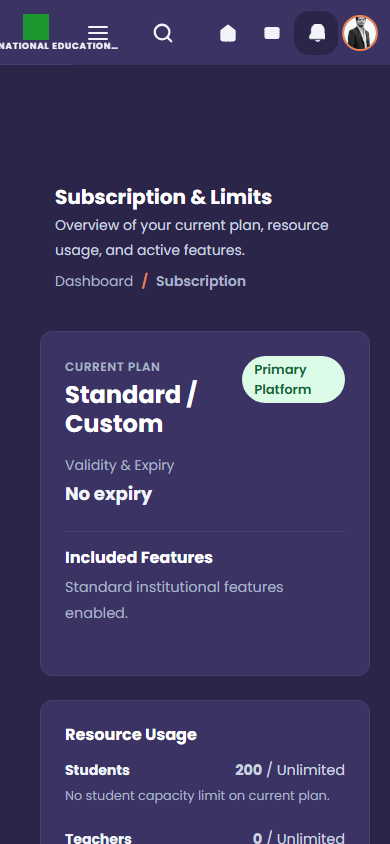 NATIONAL EDUCATION...
Subscription & Limits
Overview of your current plan, resource
usage, and active features.
Dashboard / Subscription
CURRENT PLAN
Primary
Platform
Standard /
Custom
Validity & Expiry
No expiry
Included Features
Standard institutional features
enabled.
Resource Usage
Students 200 / Unlimited
No student capacity limit on current plan.
Teachers 0 / Unlimited